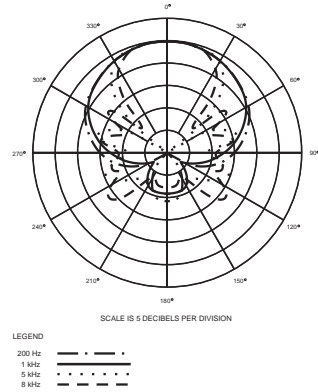 0°
330° 30°
300° 60°
270° 90°
240° 120°
210° 150°
180°
SCALE IS 5 DECIBELS PER DIVISION
LEGEND
200 Hz
1 kHz
5 kHz
8 kHz